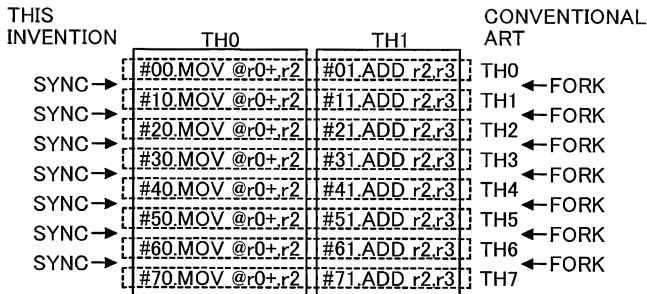 THIS INVENTION TH0 TH1 CONVENTIONAL ART
#00.MOV @r0+,r2 #01.ADD r2,r3 TH0
SYNC→ ←FORK
#10.MOV @r0+,r2 #11.ADD r2,r3 TH1
SYNC→ ←FORK
#20.MOV @r0+,r2 #21.ADD r2,r3 TH2
SYNC→ ←FORK
#30.MOV @r0+,r2 #31.ADD r2,r3 TH3
SYNC→ ←FORK
#40.MOV @r0+,r2 #41.ADD r2,r3 TH4
SYNC→ ←FORK
#50.MOV @r0+,r2 #51.ADD r2,r3 TH5
SYNC→ ←FORK
#60.MOV @r0+,r2 #61.ADD r2,r3 TH6
SYNC→ ←FORK
#70.MOV @r0+,r2 #71.ADD r2,r3 TH7